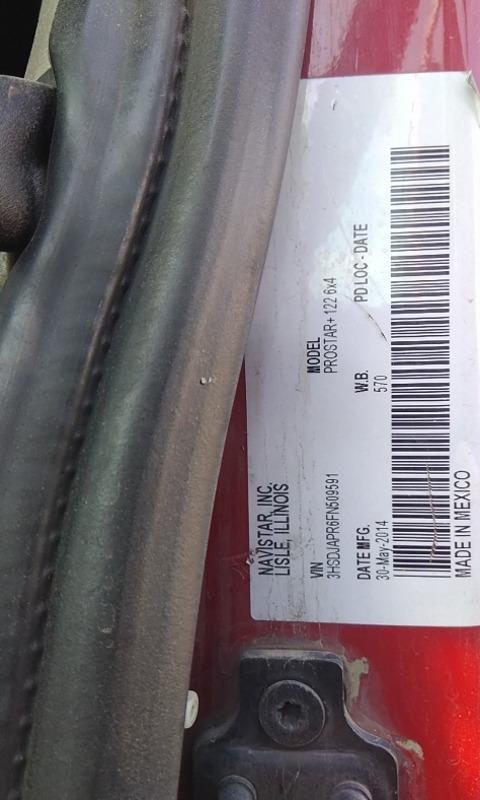 NAVISTAR, INC.
LISLE, ILLINOIS
VIN
3HSDJAPR6FN509591
MODEL
PROSTAR+ 122 6x4
DATE MFG.
30-May-2014
W.B.
570
PD LOC - DATE
MADE IN MEXICO